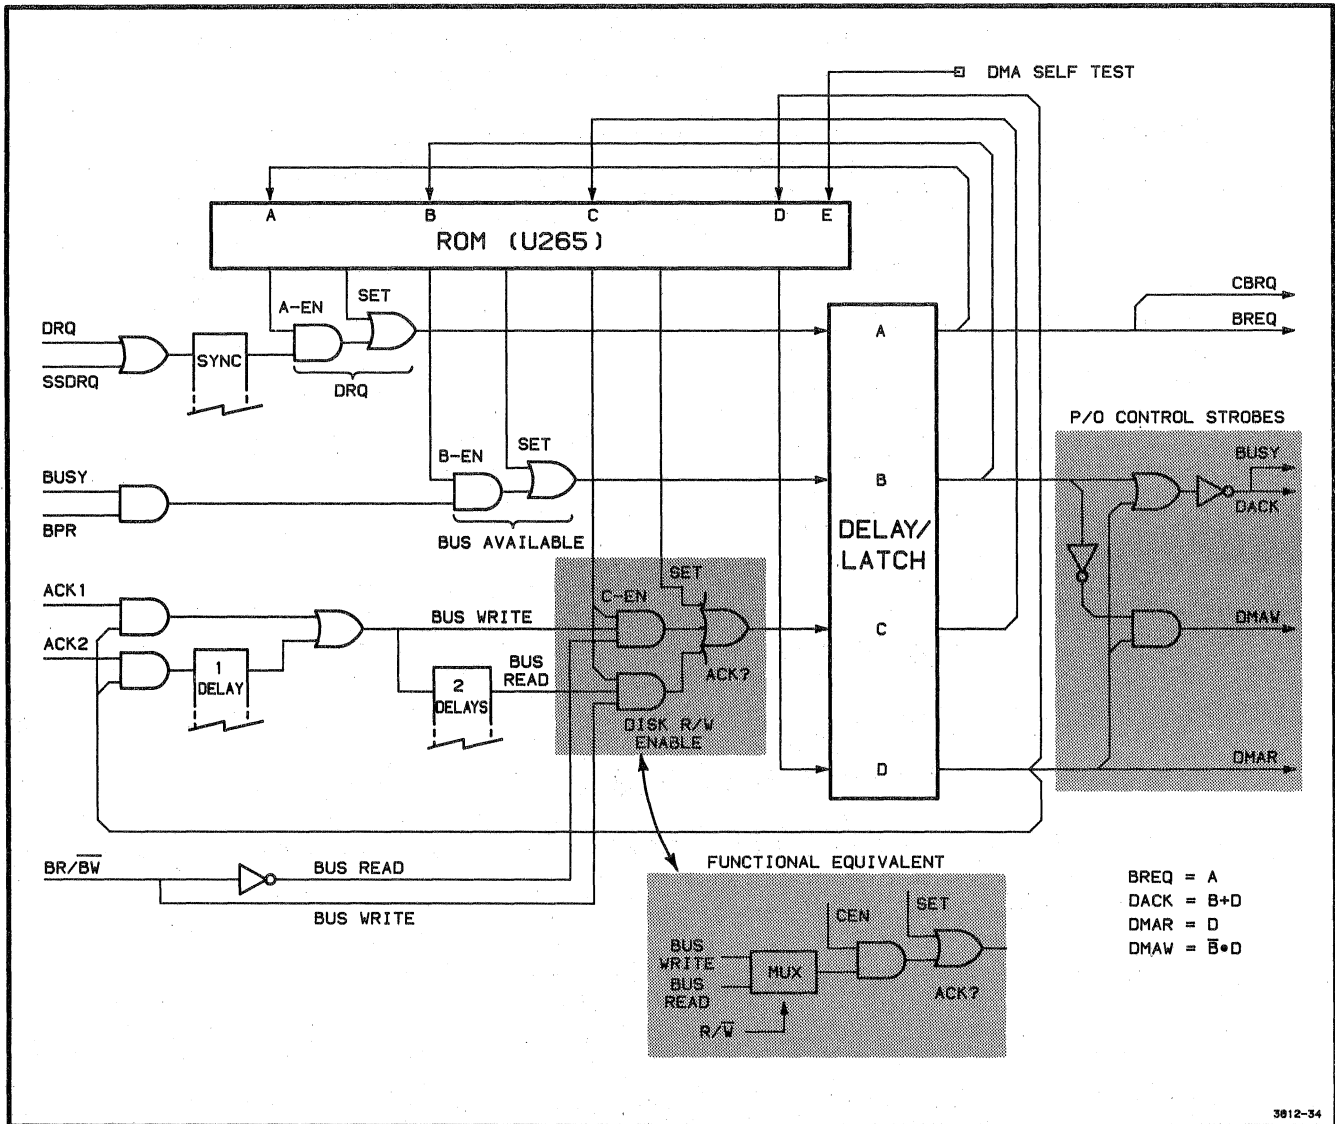 DMA SELF TEST
A B C D E
ROM (U265)
A-EN
SET
CBRQ
BREQ
DRQ
SSDRQ
SYNC
DRQ
A
P/O CONTROL STROBES
BUSY
DACK
B-EN
SET
BUSY
BPR
BUS AVAILABLE
B
DELAY/
LATCH
SET
C-EN
ACK1
ACK2
BUS WRITE
BUS
READ
1
DELAY
2
DELAYS
ACK?
DISK R/W
ENABLE
C
DMAW
D
DMAR
BR/B̅W̅
BUS READ
BUS WRITE
FUNCTIONAL EQUIVALENT
CEN
SET
BUS
WRITE
BUS
READ
MUX
R/W̅
ACK?
BREQ = A
DACK = B+D
DMAR = D
DMAW = B̅•D
3812-34